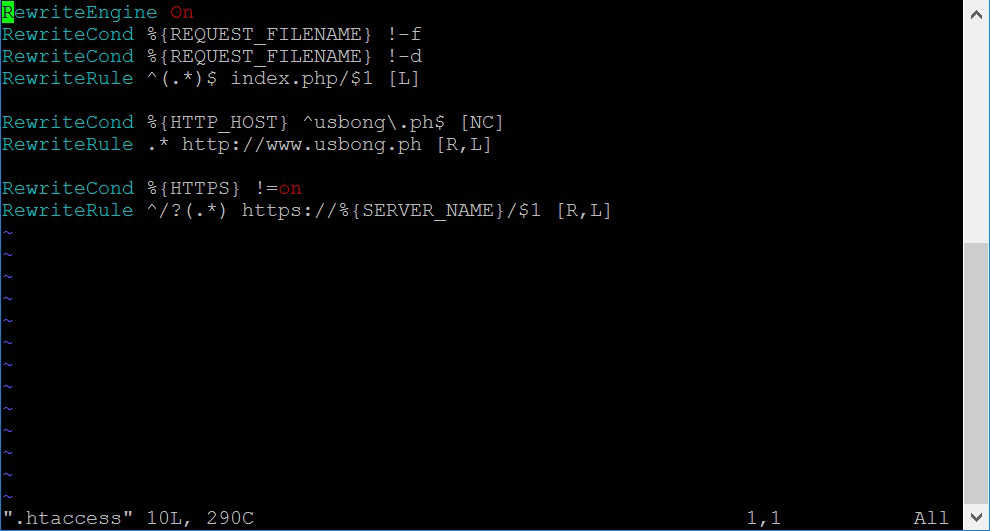 RewriteEngine On
RewriteCond %{REQUEST_FILENAME} !-f
RewriteCond %{REQUEST_FILENAME} !-d
RewriteRule ^(.*)$ index.php/$1 [L]

RewriteCond %{HTTP_HOST} ^usbong\.ph$ [NC]
RewriteRule .* http://www.usbong.ph [R,L]

RewriteCond %{HTTPS} !=on
RewriteRule ^/?(.*) https://%{SERVER_NAME}/$1 [R,L]
~
~
~
~
~
~
~
~
~
~
~
~
~
".htaccess" 10L, 290C 1,1 All